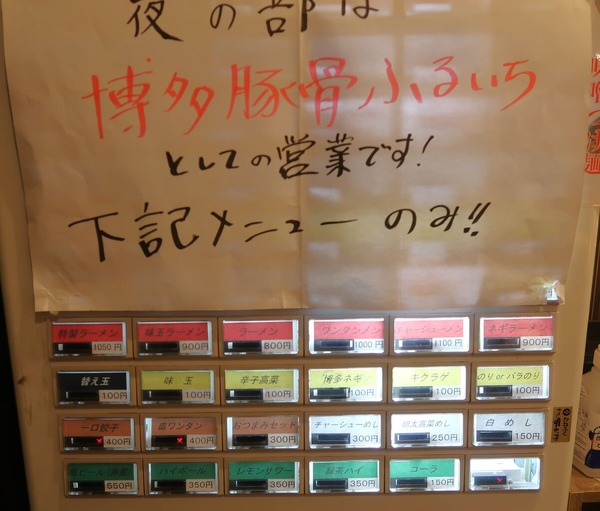 夜の部は
博多豚骨ふるいち
としての営業です!
下記メニューのみ!!
特製ラーメン 1050円
味玉ラーメン 900円
ラーメン 800円
ワンタンメン 1000円
チャーシューメン 1100円
ネギラーメン 900円
替え玉 100円
味玉 100円
辛子高菜 100円
博多ネギ 100円
キクラゲ 100円
のりorバラのり 100円
一口餃子 400円
皿ワンタン 400円
おつまみセット 300円
チャーシューめし 300円
明太高菜めし 250円
白めし 150円
550円
ハイボール 350円
レモンサワー 350円
緑茶ハイ 350円
コーラ 150円